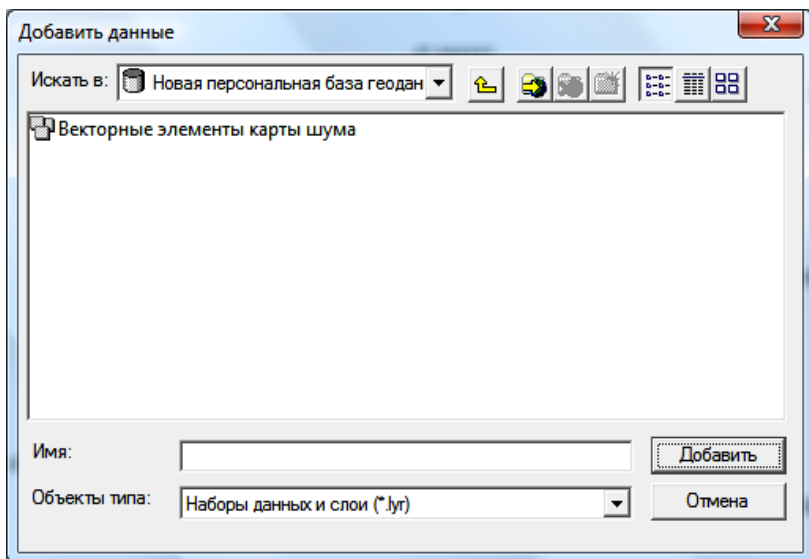 Добавить данные
Искать в: Новая персональная база геодан
Векторные элементы карты шума
Имя:
Добавить
Объекты типа: Наборы данных и слои (*.lyr)
Отмена